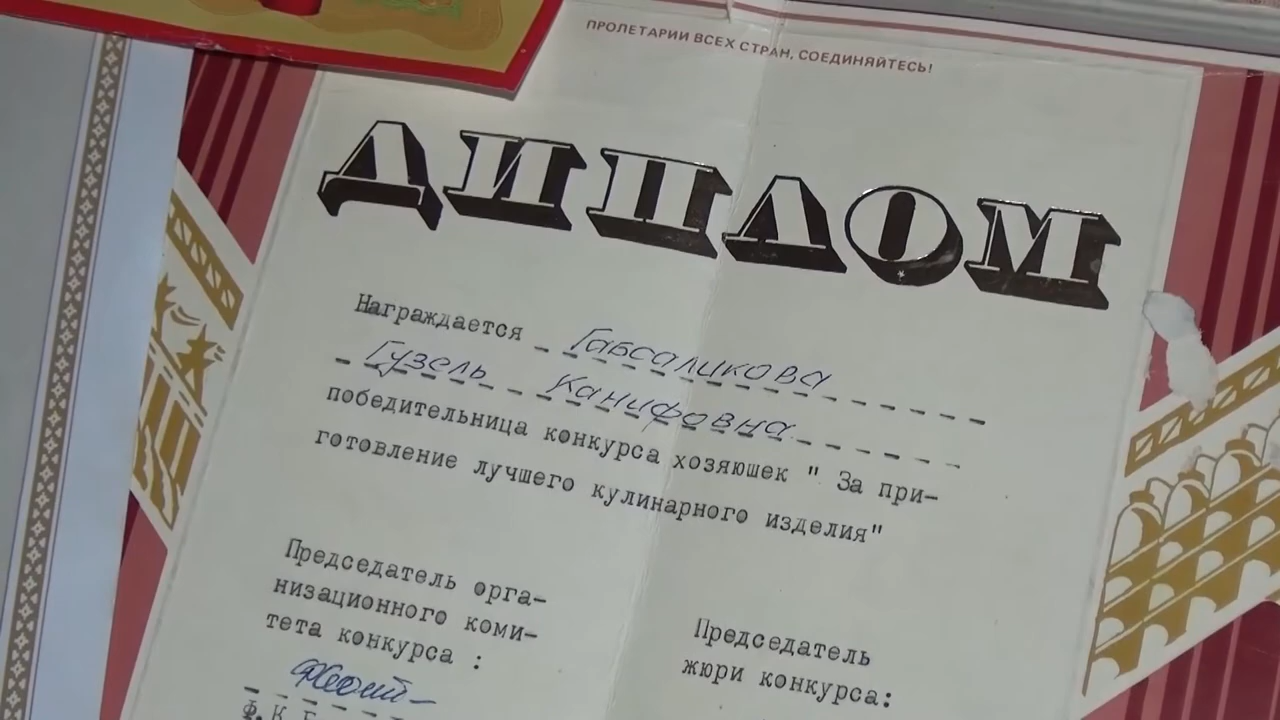 ПРОЛЕТАРИИ ВСЕХ СТРАН, СОЕДИНЯЙТЕСЬ!
ДИПЛОМ
Награждается Габсаликова
Гузель Канифовна
победительница конкурса хозяюшек " За при-
готовление лучшего кулинарного изделия"
Председатель орга-
низационного коми-
тета конкурса :
Председатель
жюри конкурса: